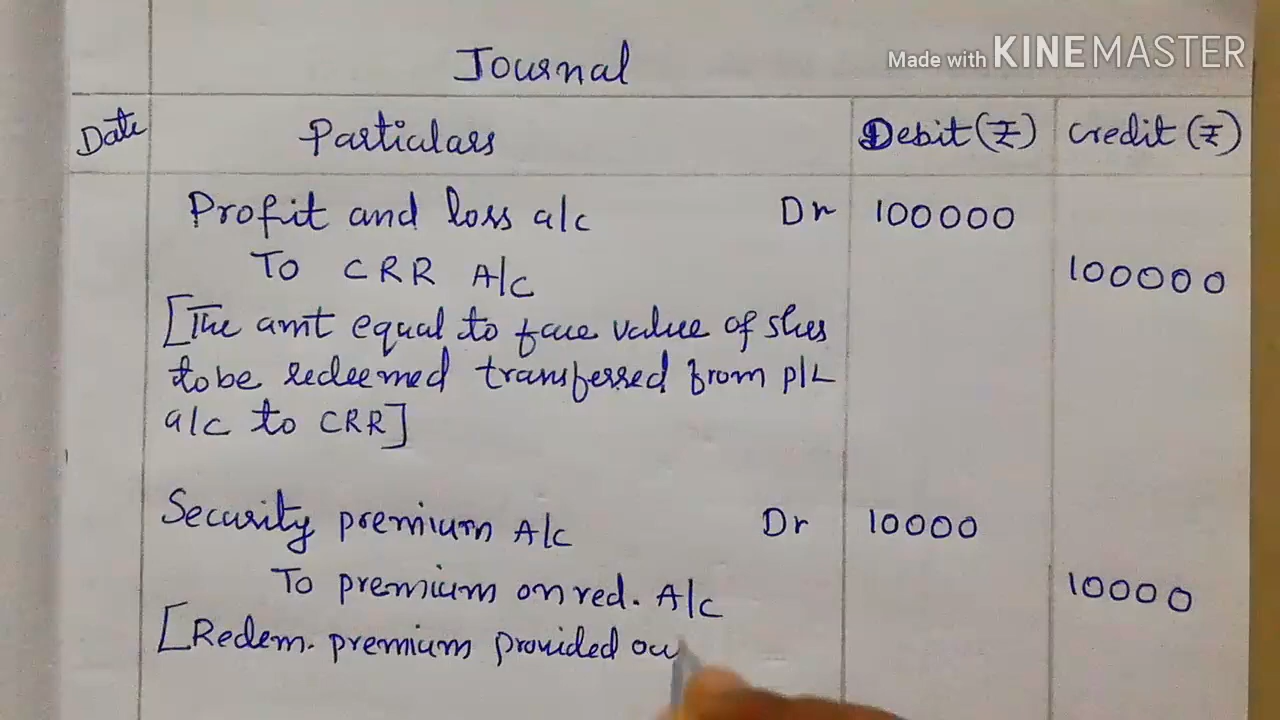 Made with KINEMASTER
Journal
Date Particulars Debit (₹) Credit (₹)
Profit and loss a/c Dr 100000
To CRR A/c 100000
[The amt equal to face value of shes
to be redeemed transferred from P/L
a/c to CRR]
Security premium A/c Dr 10000
To premium on red. A/c 10000
[Redem. premium provided ou